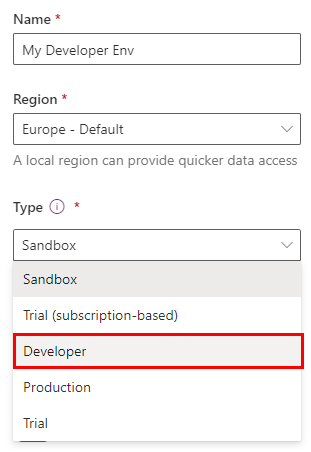 Name *
My Developer Env
Region *
Europe - Default
A local region can provide quicker data access
Type *
Sandbox
Sandbox
Trial (subscription-based)
Developer
Production
Trial